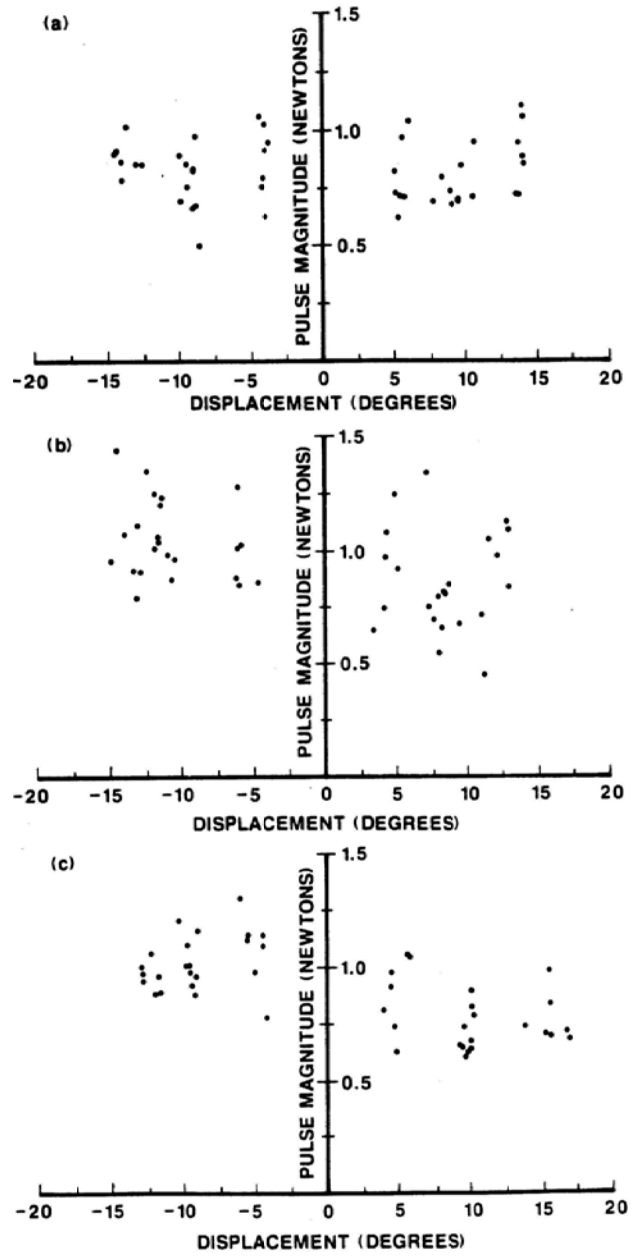 (a)
1.5
1.0
0.5
PULSE MAGNITUDE (NEWTONS)
-20 -15 -10 -5 0 5 10 15 20
DISPLACEMENT (DEGREES)
(b)
1.5
1.0
0.5
PULSE MAGNITUDE (NEWTONS)
-20 -15 -10 -5 0 5 10 15 20
DISPLACEMENT (DEGREES)
(c)
1.5
1.0
0.5
PULSE MAGNITUDE (NEWTONS)
-20 -15 -10 -5 0 5 10 15 20
DISPLACEMENT (DEGREES)